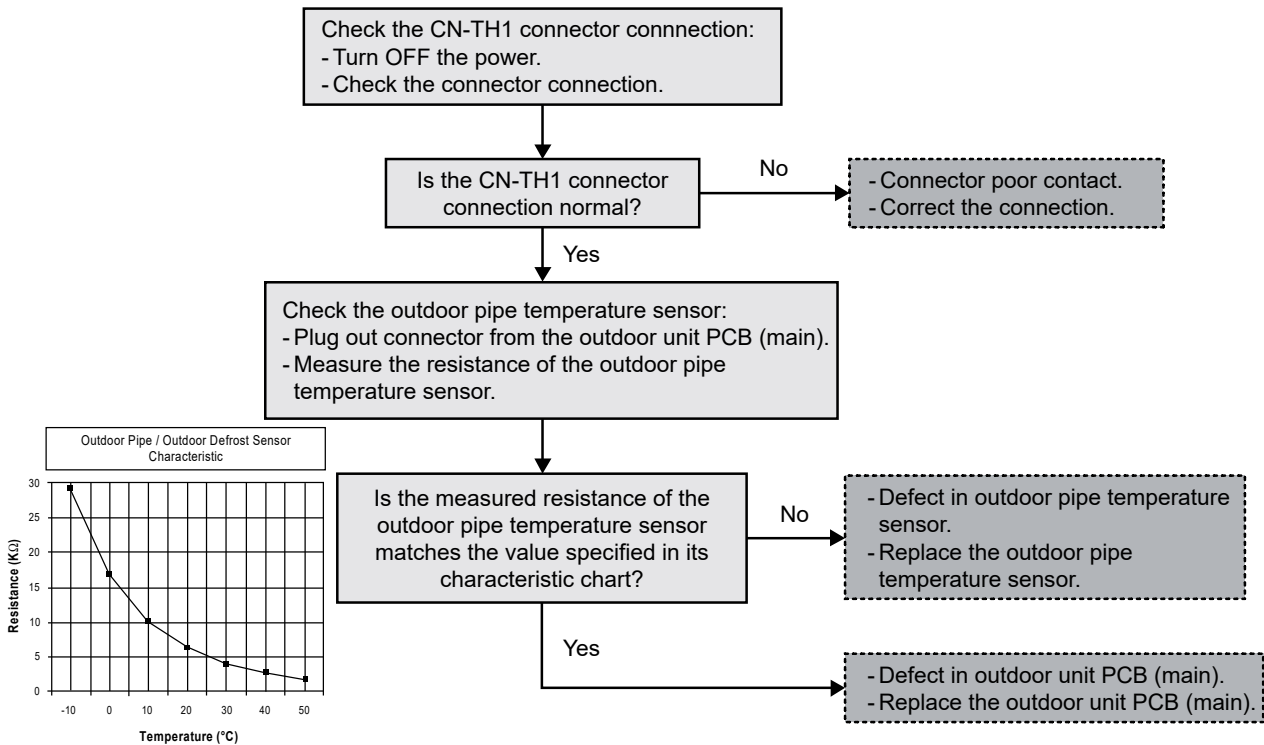 Check the CN-TH1 connector connnection:
- Turn OFF the power.
- Check the connector connection.
Is the CN-TH1 connector
connection normal?
No
- Connector poor contact.
- Correct the connection.
Yes
Check the outdoor pipe temperature sensor:
- Plug out connector from the outdoor unit PCB (main).
- Measure the resistance of the outdoor pipe
temperature sensor.
Outdoor Pipe / Outdoor Defrost Sensor
Characteristic
30
25
20
15
10
5
0
Resistance (KΩ)
-10 0 10 20 30 40 50
Temperature (°C)
Is the measured resistance of the
outdoor pipe temperature sensor
matches the value specified in its
characteristic chart?
No
- Defect in outdoor pipe temperature
sensor.
- Replace the outdoor pipe
temperature sensor.
Yes
- Defect in outdoor unit PCB (main).
- Replace the outdoor unit PCB (main).